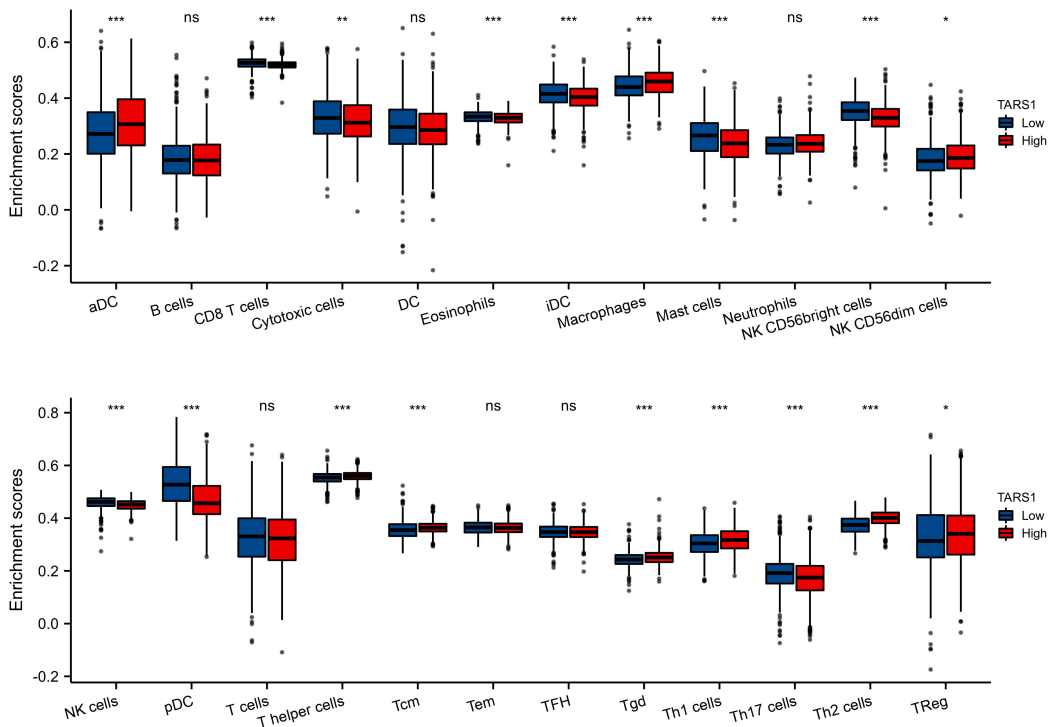 *** ns *** ** ns *** *** *** *** ns *** *
Enrichment scores
0.6
0.4
0.2
0.0
-0.2
aDC B cells CD8 T cells Cytotoxic cells DC Eosinophils iDC Macrophages Mast cells Neutrophils NK CD56bright cells NK CD56dim cells
TARS1
Low
High
*** *** ns *** *** ns ns *** *** *** *** *
Enrichment scores
0.8
0.6
0.4
0.2
0.0
-0.2
NK cells pDC T cells T helper cells Tcm Tem TFH Tgd Th1 cells Th17 cells Th2 cells TReg
TARS1
Low
High